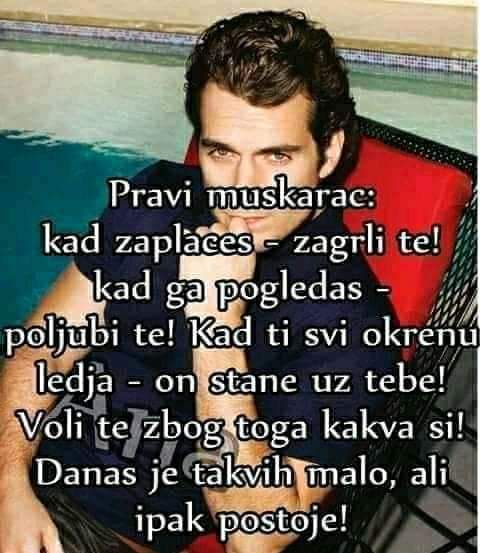 Pravi muskarac:
kad zaplaces - zagrli te!
kad ga pogledas -
poljubi te! Kad ti svi okrenu
ledja - on stane uz tebe!
Voli te zbog toga kakva si!
Danas je takvih malo, ali
ipak postoje!